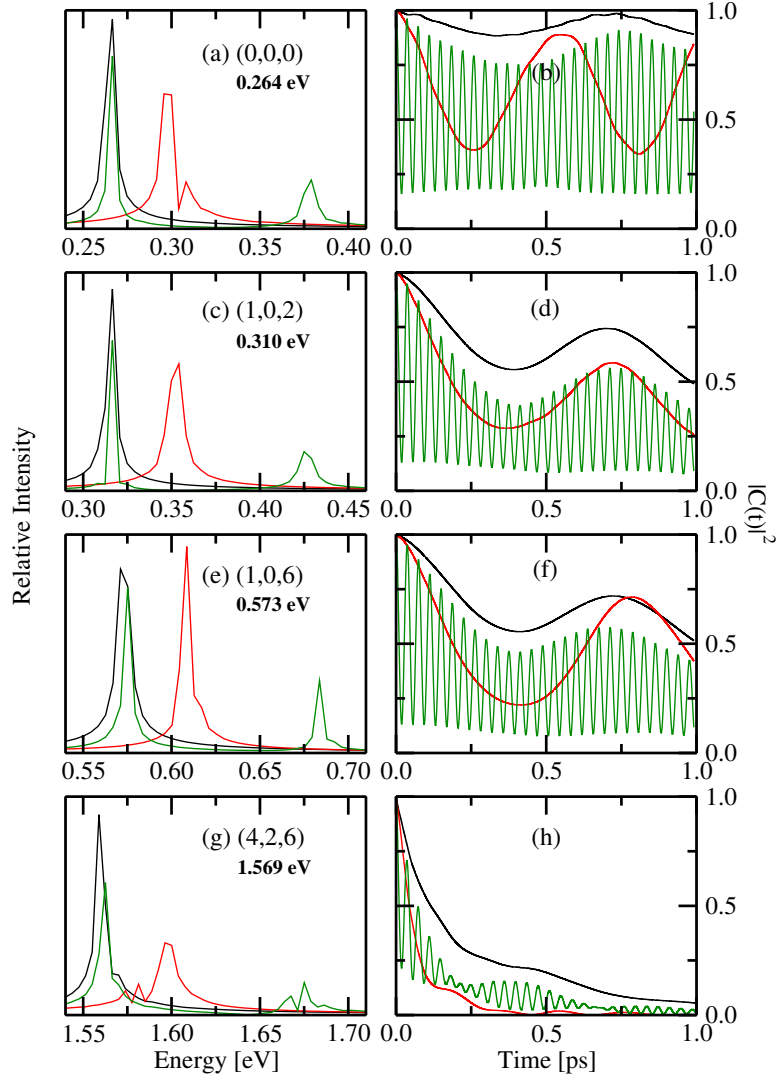 (a) (0,0,0)
0.264 eV
(b)
1.0
0.5
0.0
0.25 0.30 0.35 0.40
0.0 0.5 1.0
(c) (1,0,2)
0.310 eV
(d)
1.0
0.5
0.0
0.30 0.35 0.40 0.45
0.0 0.5 1.0
Relative Intensity
|C(t)|²
(e) (1,0,6)
0.573 eV
(f)
1.0
0.5
0.0
0.55 0.60 0.65 0.70
0.0 0.5 1.0
(g) (4,2,6)
1.569 eV
(h)
1.0
0.5
0.0
1.55 1.60 1.65 1.70
0.0 0.5 1.0
Energy [eV]
Time [ps]